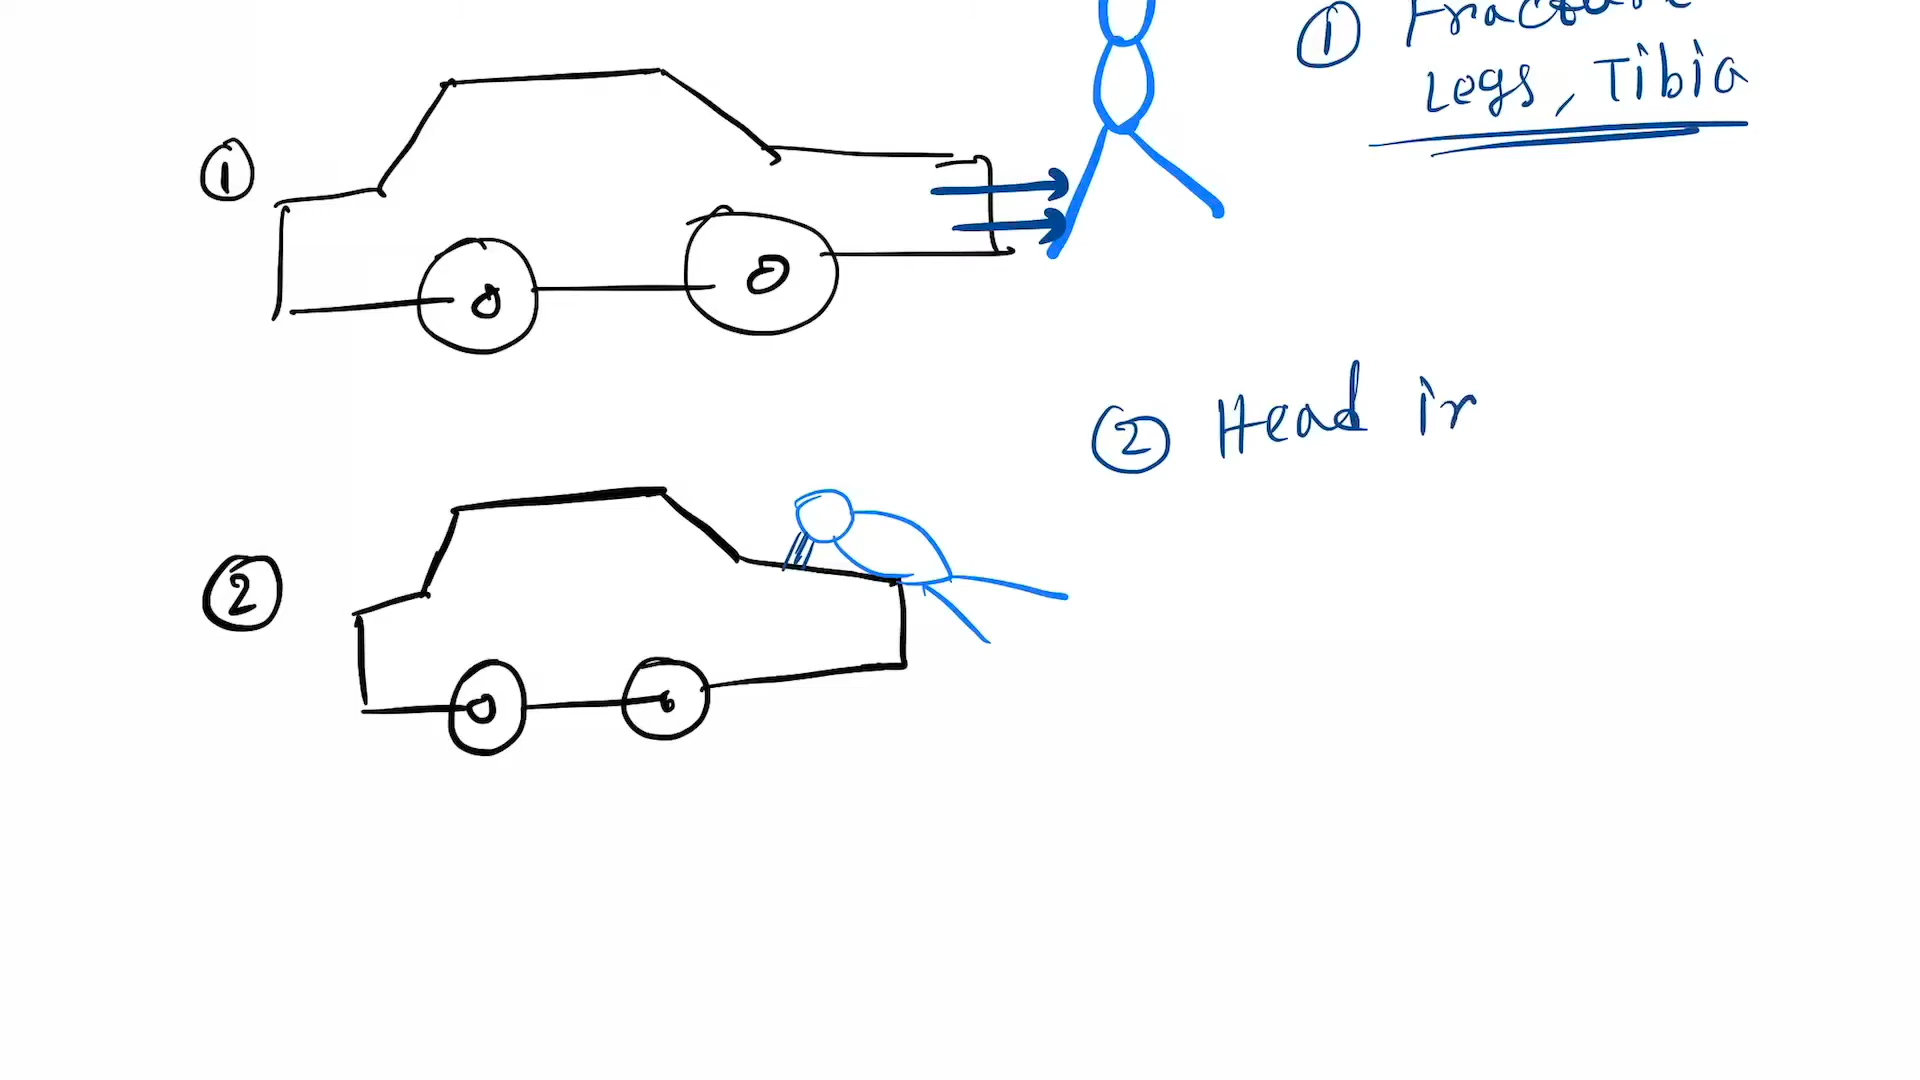 ① Fracture
Legs, Tibia
①
② Head in
②